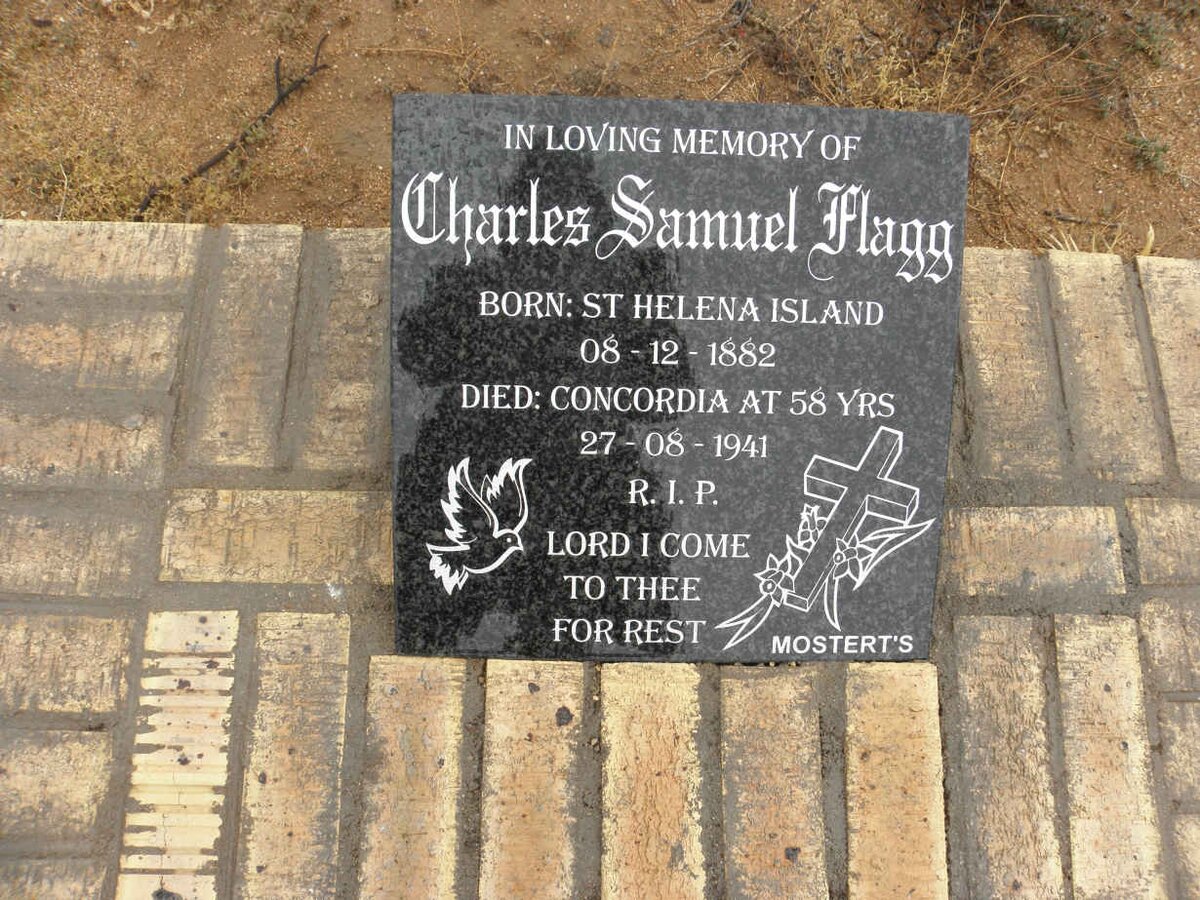 IN LOVING MEMORY OF
Charles Samuel Flagg
BORN: ST HELENA ISLAND
08 - 12 - 1882
DIED: CONCORDIA AT 58 YRS
27 - 08 - 1941
R. I. P.
LORD I COME
TO THEE
FOR REST
MOSTERT'S